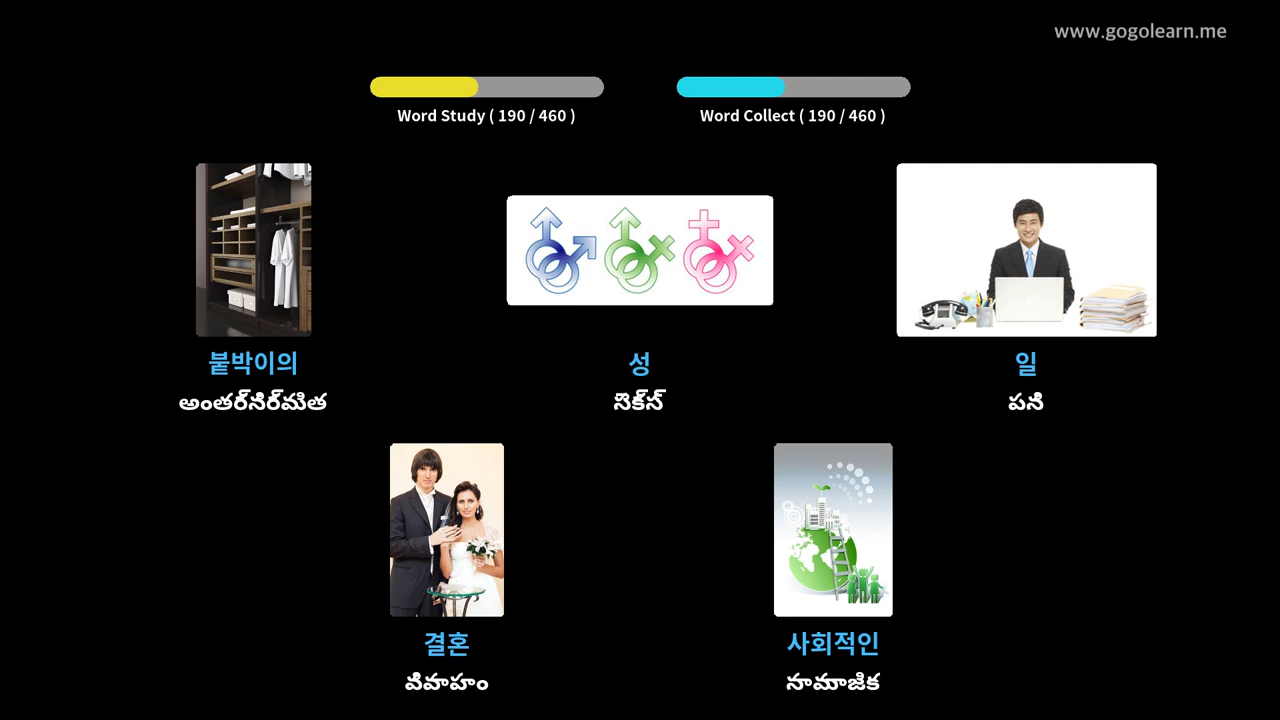 www.gogolearn.me
Word Study ( 190 / 460 )
Word Collect ( 190 / 460 )
붙박이의
성
일
అంతర్నిర్మిత
సెక్స్
పని
결혼
사회적인
వివాహం
సామాజిక